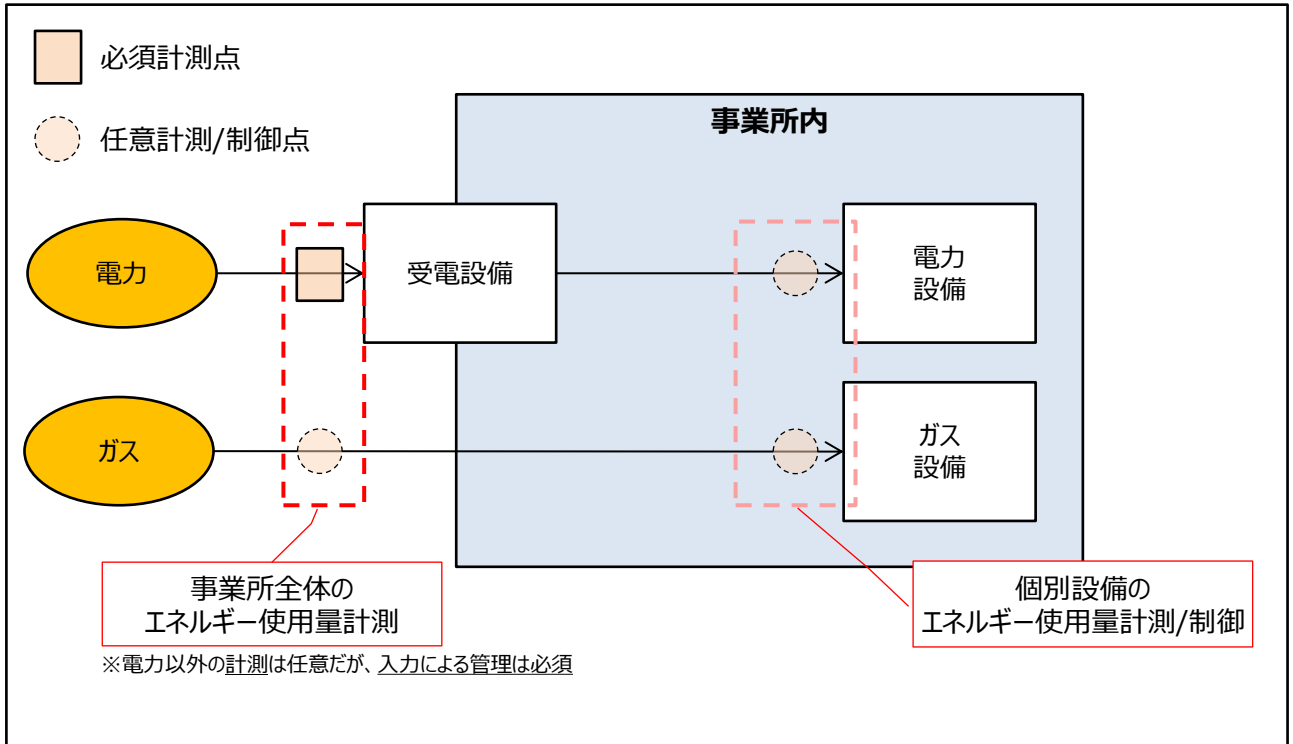 必須計測点
任意計測/制御点
事業所内
電力
受電設備
電力
設備
ガス
ガス
設備
事業所全体の
エネルギー使用量計測
個別設備の
エネルギー使用量計測/制御
※電力以外の計測は任意だが、入力による管理は必須